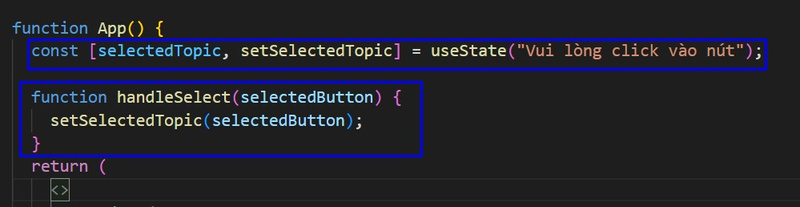 function App() {
const [selectedTopic, setSelectedTopic] = useState("Vui lòng click vào nút");
function handleSelect(selectedButton) {
setSelectedTopic(selectedButton);
}
return (
<>